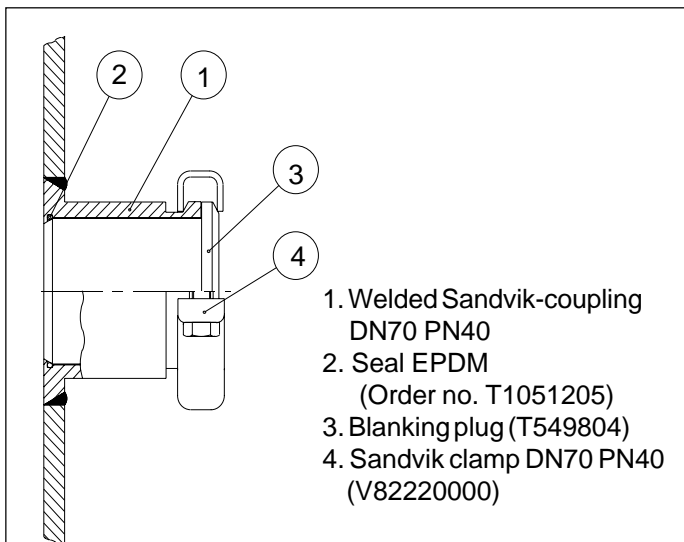 2
1
3
4
1. Welded Sandvik-coupling
DN70 PN40
2. Seal EPDM
(Order no. T1051205)
3. Blanking plug (T549804)
4. Sandvik clamp DN70 PN40
(V82220000)